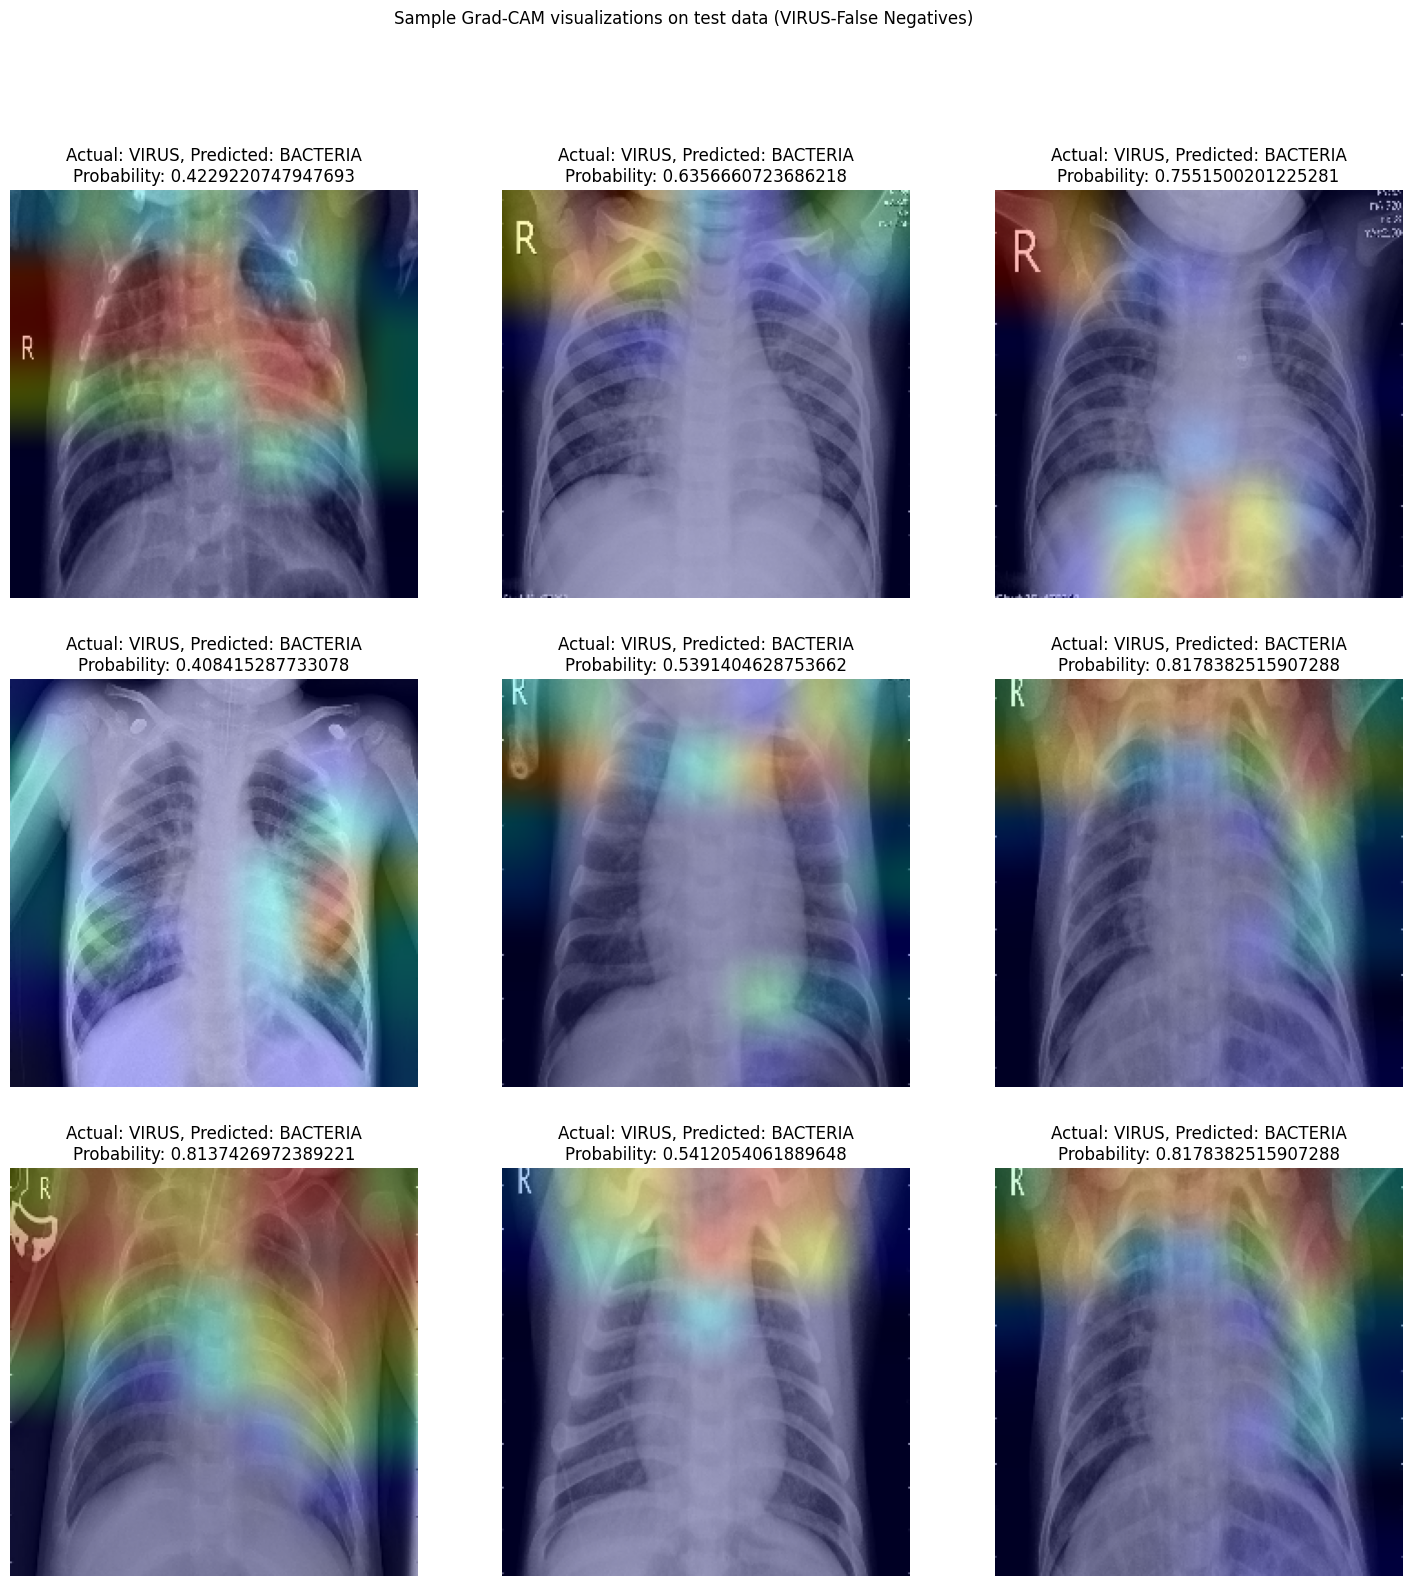 Sample Grad-CAM visualizations on test data (VIRUS-False Negatives)
Actual: VIRUS, Predicted: BACTERIA
Probability: 0.4229220747947693
Actual: VIRUS, Predicted: BACTERIA
Probability: 0.6356660723686218
Actual: VIRUS, Predicted: BACTERIA
Probability: 0.7551500201225281
R
R
R
Actual: VIRUS, Predicted: BACTERIA
Probability: 0.408415287733078
Actual: VIRUS, Predicted: BACTERIA
Probability: 0.5391404628753662
Actual: VIRUS, Predicted: BACTERIA
Probability: 0.8178382515907288
R
R
Actual: VIRUS, Predicted: BACTERIA
Probability: 0.8137426972389221
Actual: VIRUS, Predicted: BACTERIA
Probability: 0.5412054061889648
Actual: VIRUS, Predicted: BACTERIA
Probability: 0.8178382515907288
R
R
R